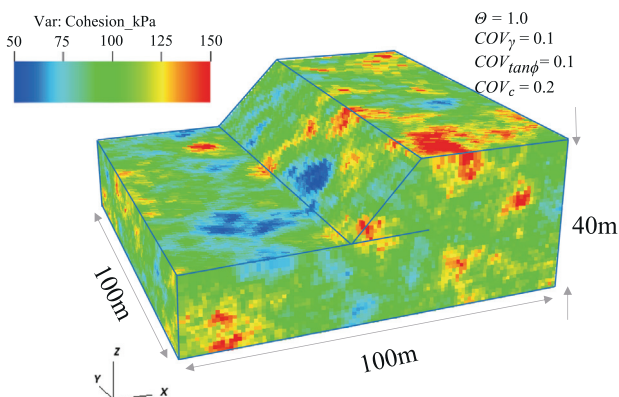 Var: Cohesion_kPa
50 75 100 125 150
Θ = 1.0
COVγ = 0.1
COVtanϕ = 0.1
COVc = 0.2
40m
100m
100m
Z
Y
X